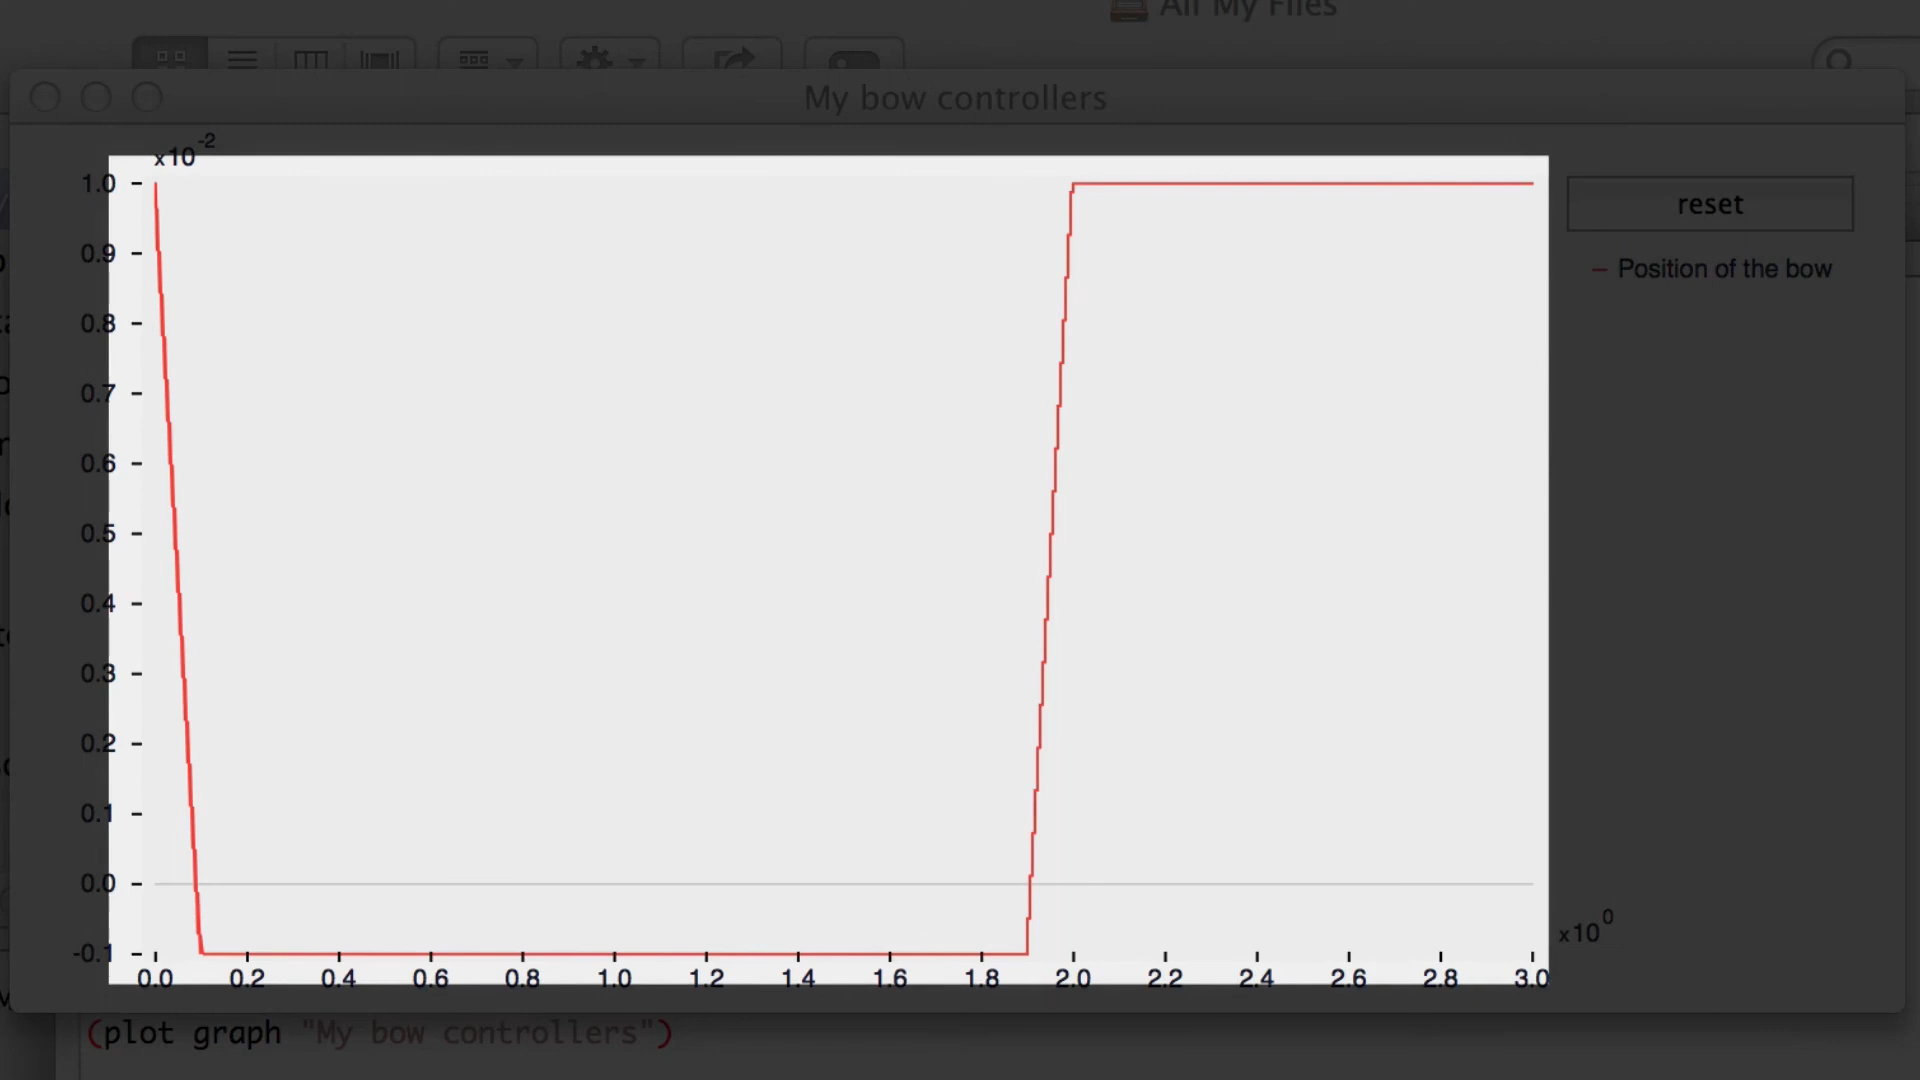 All My Files
My bow controllers
x10-2
1.0
reset
0.9
Position of the bow
0.8
0.7
0.6
0.5
0.4
0.3
0.2
0.1
0.0
x10 0
-0.1
0.0 0.2 0.4 0.6 0.8 1.0 1.2 1.4 1.6 1.8 2.0 2.2 2.4 2.6 2.8 3.0
(plot graph "My bow controllers")